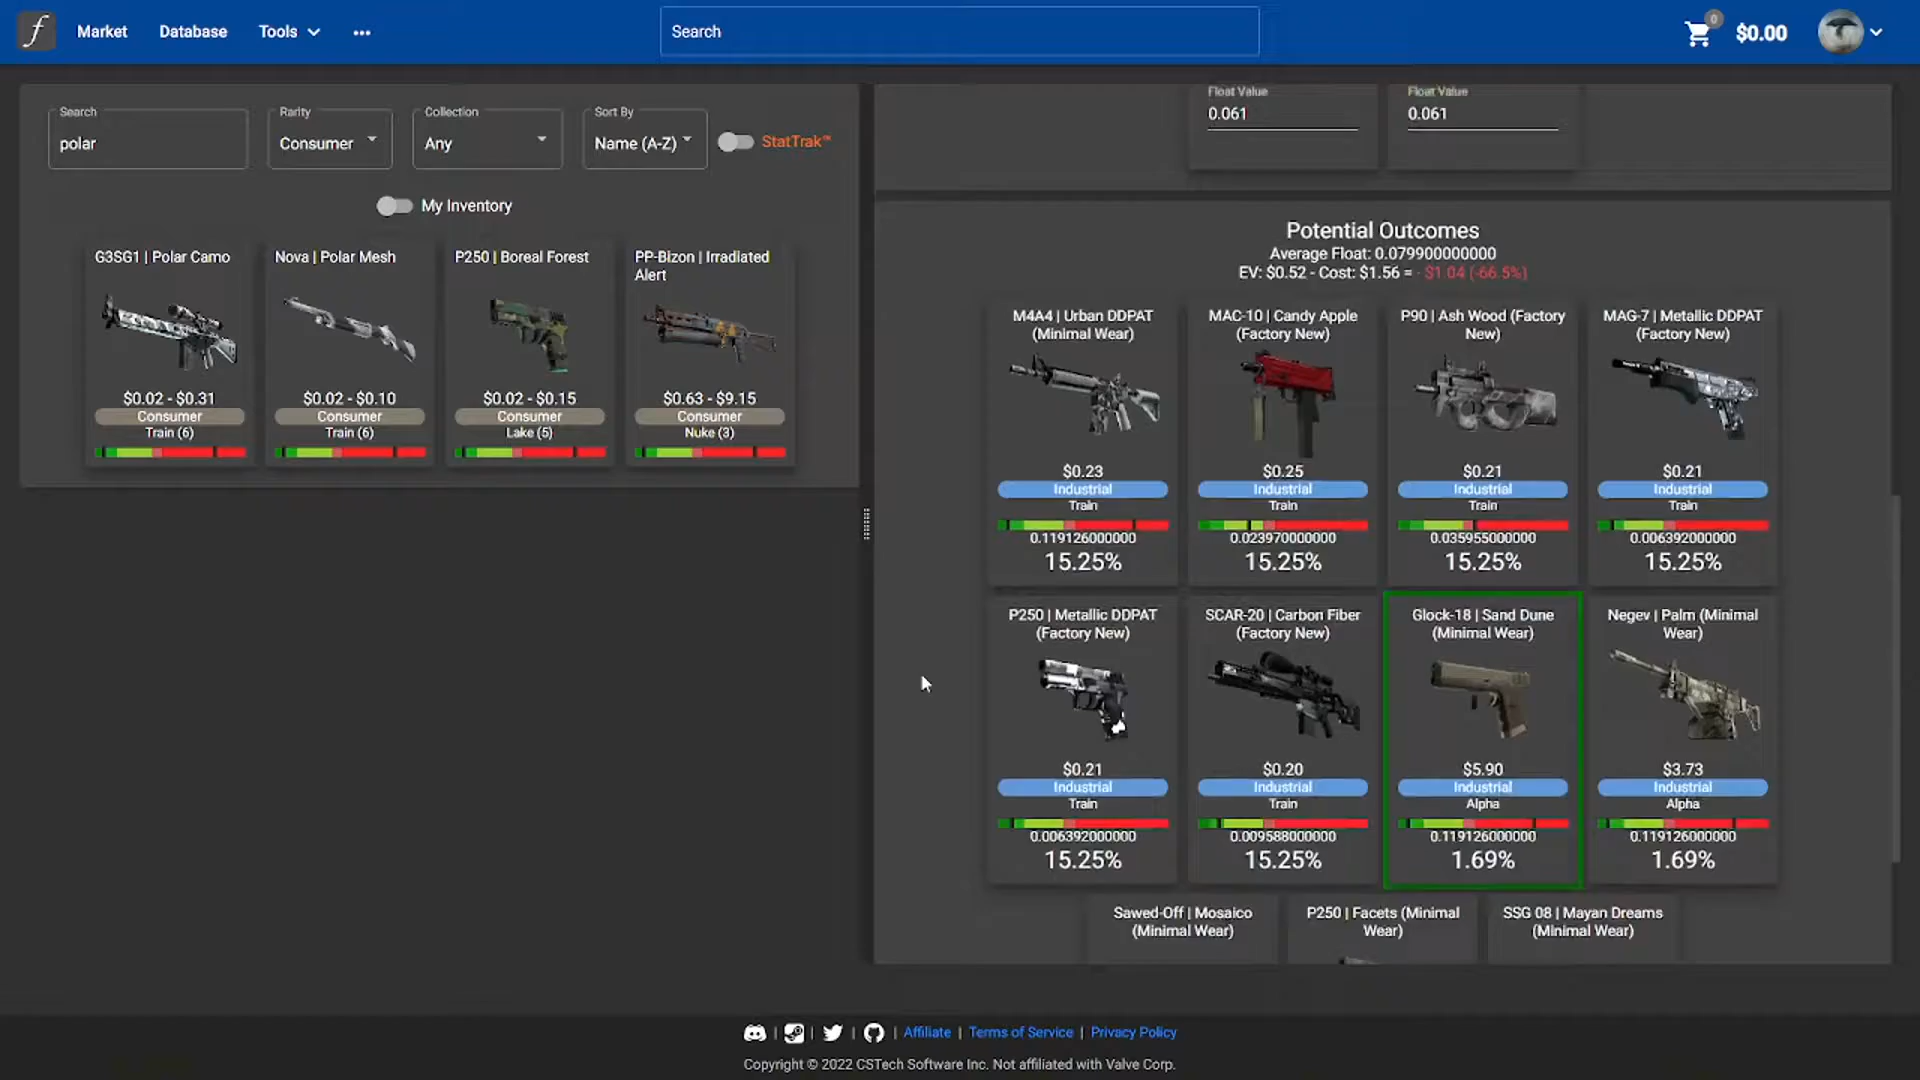 f
Market
Database
Tools
Search
0
$0.00
Search
polar
Rarity
Consumer
Collection
Any
Sort By
Name (A-Z)
StatTrak™
My Inventory
G3SG1 | Polar Camo
$0.02 - $0.31
Consumer
Train (6)
Nova | Polar Mesh
$0.02 - $0.10
Consumer
Train (6)
P250 | Boreal Forest
$0.02 - $0.15
Consumer
Lake (5)
PP-Bizon | Irradiated
Alert
$0.63 - $9.15
Consumer
Nuke (3)
Float Value
0.061
Float Value
0.061
Potential Outcomes
Average Float: 0.079900000000
EV: $0.52 - Cost: $1.56 = - $1.04 (-66.5%)
M4A4 | Urban DDPAT
(Minimal Wear)
$0.23
Industrial
Train
0.119126000000
15.25%
MAC-10 | Candy Apple
(Factory New)
$0.25
Industrial
Train
0.023970000000
15.25%
P90 | Ash Wood (Factory
New)
$0.21
Industrial
Train
0.035955000000
15.25%
MAG-7 | Metallic DDPAT
(Factory New)
$0.21
Industrial
Train
0.006392000000
15.25%
P250 | Metallic DDPAT
(Factory New)
$0.21
Industrial
Train
0.006392000000
15.25%
SCAR-20 | Carbon Fiber
(Factory New)
$0.20
Industrial
Train
0.009588000000
15.25%
Glock-18 | Sand Dune
(Minimal Wear)
$5.90
Industrial
Alpha
0.119126000000
1.69%
Negev | Palm (Minimal
Wear)
$3.73
Industrial
Alpha
0.119126000000
1.69%
Sawed-Off | Mosaico
(Minimal Wear)
P250 | Facets (Minimal
Wear)
SSG 08 | Mayan Dreams
(Minimal Wear)
| | | | Affiliate | Terms of Service | Privacy Policy
Copyright © 2022 CSTech Software Inc. Not affiliated with Valve Corp.